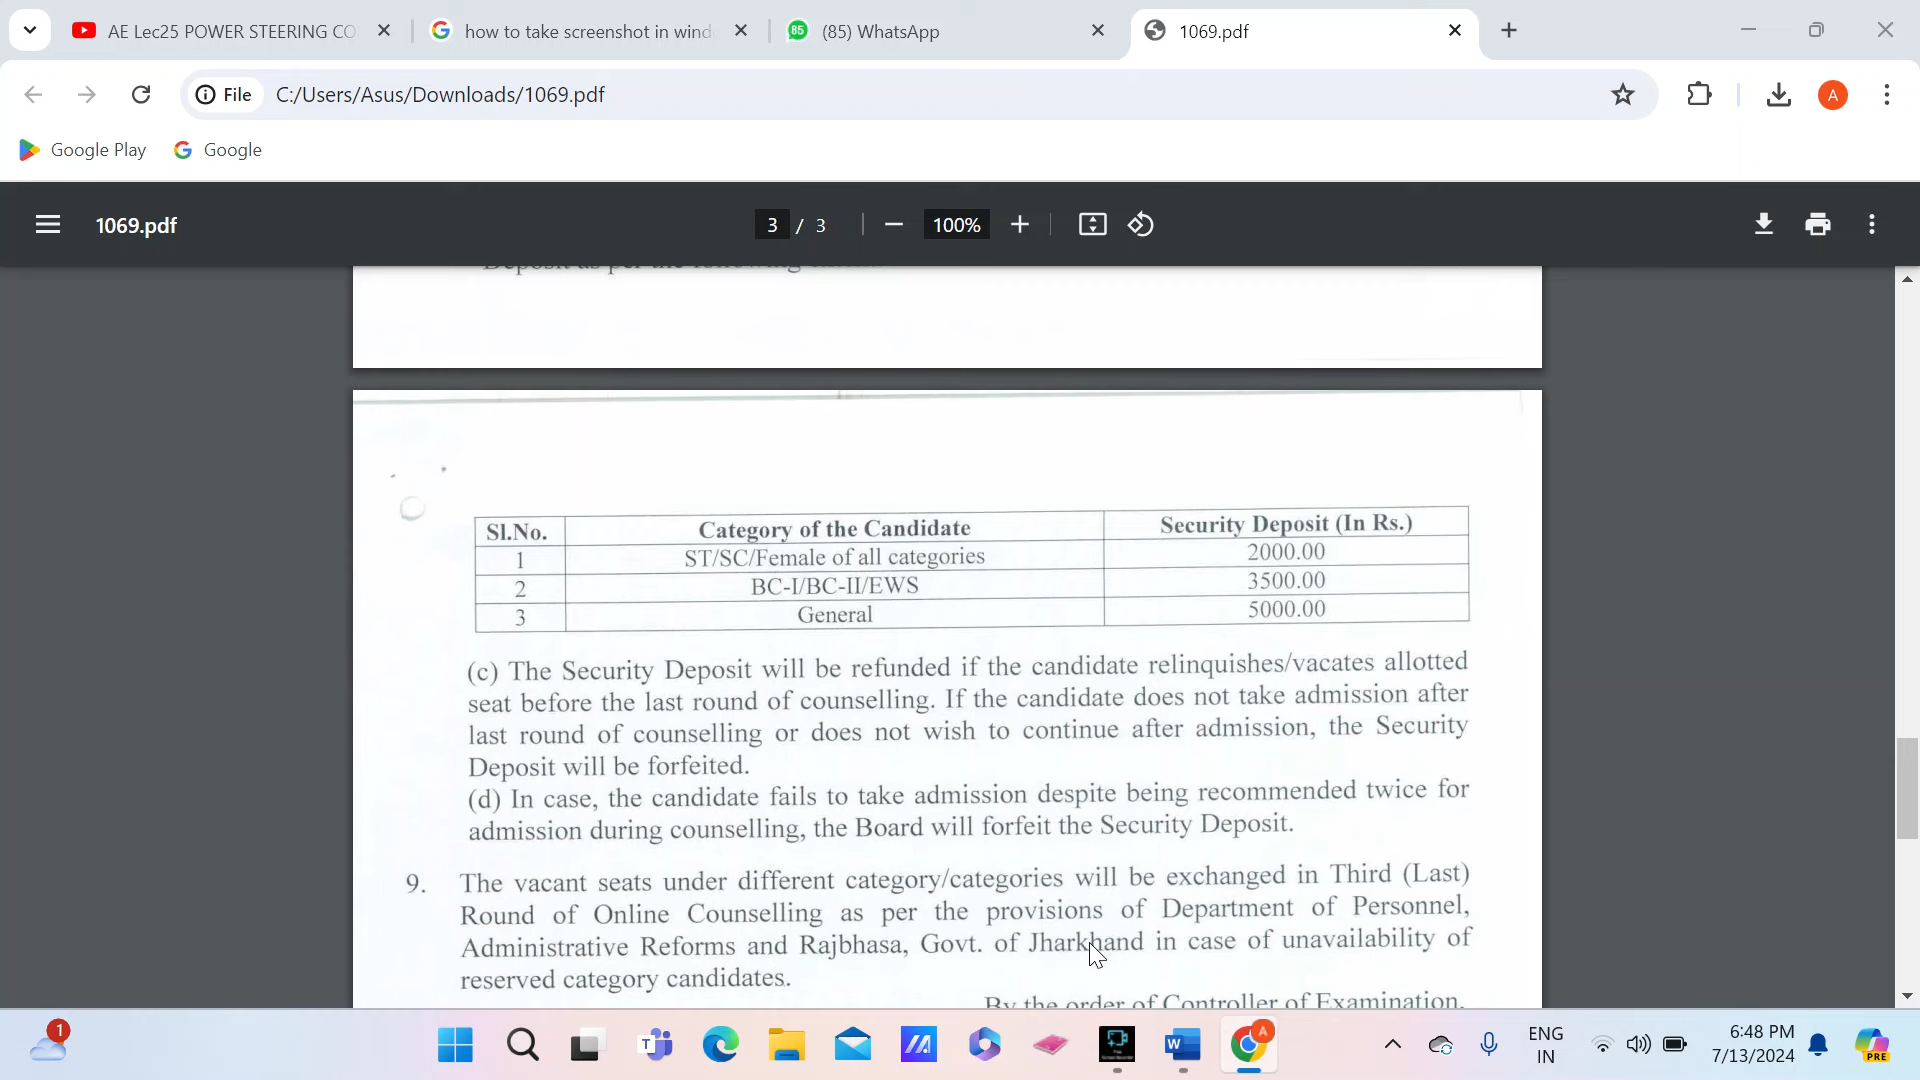 AE Lec25 POWER STEERING CO
how to take screenshot in wind
85
(85) WhatsApp
1069.pdf
File
C:/Users/Asus/Downloads/1069.pdf
A
Google Play
Google
1069.pdf
3 / 3
100%
Deposit as per the following
Sl.No. Category of the Candidate Security Deposit (In Rs.)
1 ST/SC/Female of all categories 2000.00
2 BC-I/BC-II/EWS 3500.00
3 General 5000.00
(c) The Security Deposit will be refunded if the candidate relinquishes/vacates allotted
seat before the last round of counselling. If the candidate does not take admission after
last round of counselling or does not wish to continue after admission, the Security
Deposit will be forfeited.
(d) In case, the candidate fails to take admission despite being recommended twice for
admission during counselling, the Board will forfeit the Security Deposit.
9. The vacant seats under different category/categories will be exchanged in Third (Last)
Round of Online Counselling as per the provisions of Department of Personnel,
Administrative Reforms and Rajbhasa, Govt. of Jharkhand in case of unavailability of
reserved category candidates.
By the order of Controller of Examination,
1
T
W
A
ENG
IN
6:48 PM
7/13/2024
PRE